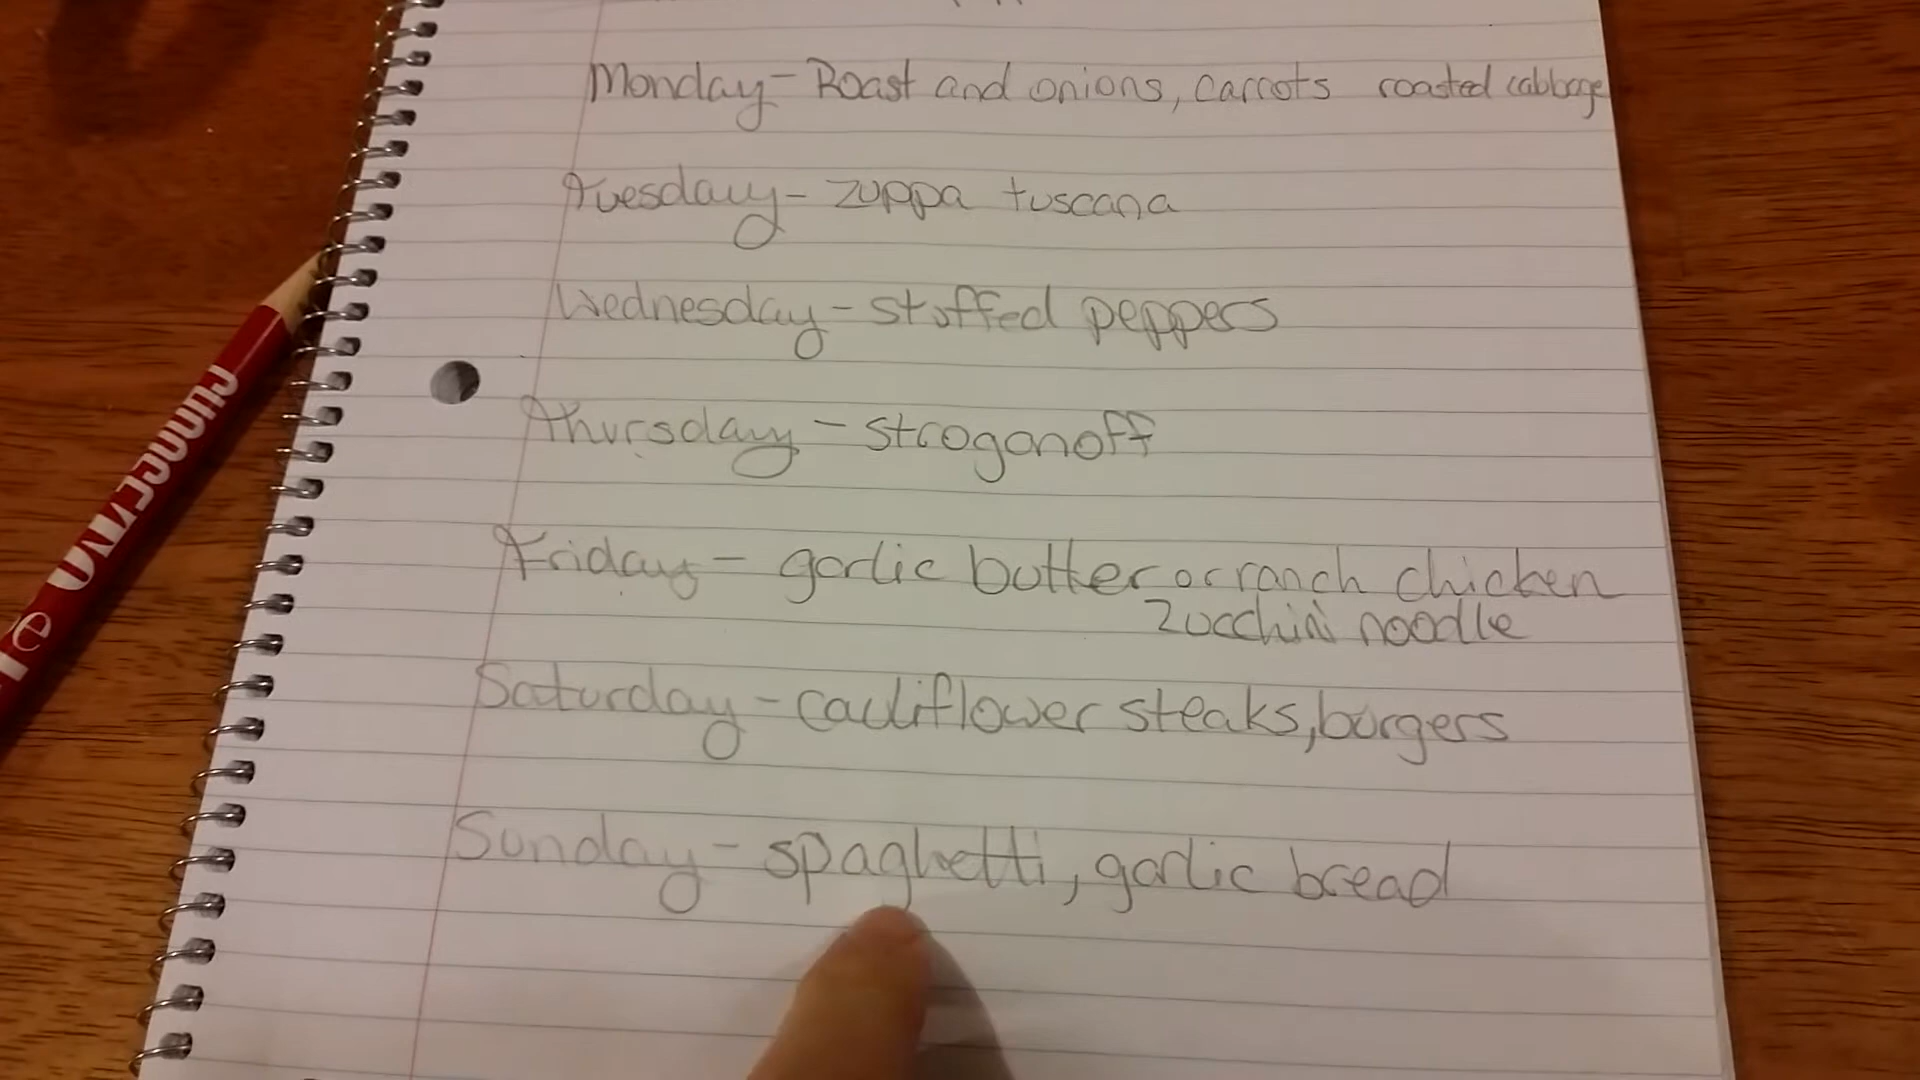 Monday - Roast and onions, carrots roasted cabbage
Tuesday - zuppa tuscana
Wednesday - stuffed peppers
Thursday - stroganoff
Friday - garlic butter or ranch chicken
zucchini noodle
Saturday - cauliflower steaks, burgers
Sunday - spaghetti, garlic bread